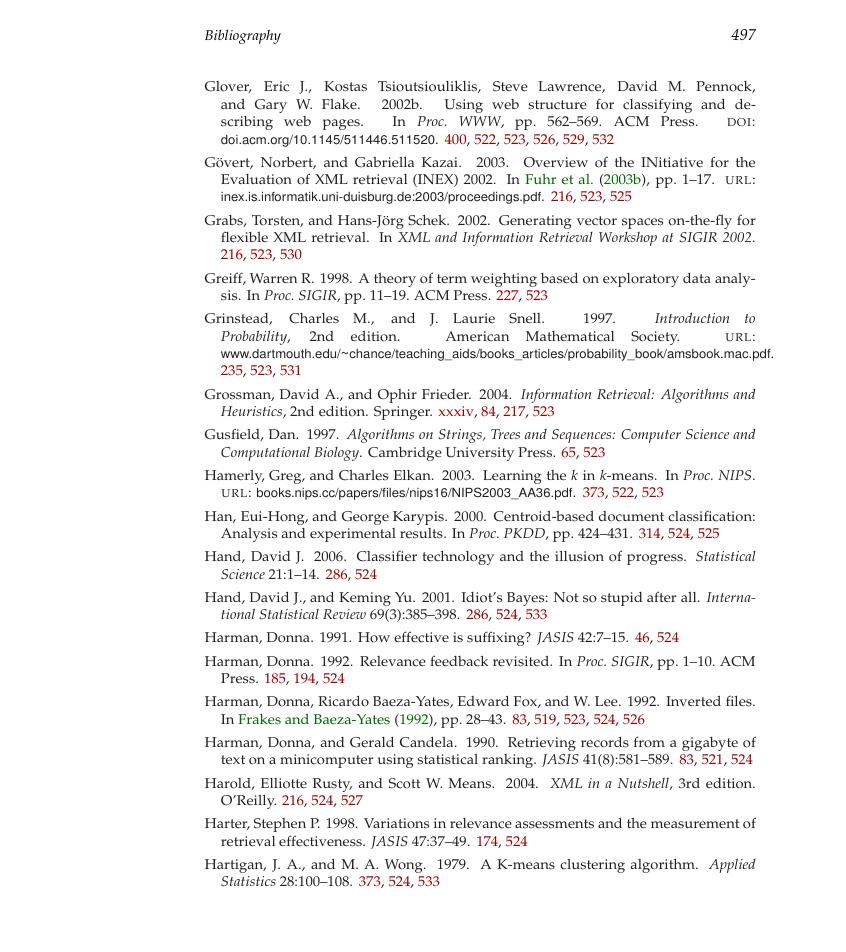 Bibliography 497
Glover, Eric J., Kostas Tsioutsiouliklis, Steve Lawrence, David M. Pennock,
and Gary W. Flake. 2002b. Using web structure for classifying and de-
scribing web pages. In Proc. WWW, pp. 562–569. ACM Press. DOI:
doi.acm.org/10.1145/511446.511520. 400, 522, 523, 526, 529, 532
Gövert, Norbert, and Gabriella Kazai. 2003. Overview of the INitiative for the
Evaluation of XML retrieval (INEX) 2002. In Fuhr et al. (2003b), pp. 1–17. URL:
inex.is.informatik.uni-duisburg.de:2003/proceedings.pdf. 216, 523, 525
Grabs, Torsten, and Hans-Jörg Schek. 2002. Generating vector spaces on-the-fly for
flexible XML retrieval. In XML and Information Retrieval Workshop at SIGIR 2002.
216, 523, 530
Greiff, Warren R. 1998. A theory of term weighting based on exploratory data analy-
sis. In Proc. SIGIR, pp. 11–19. ACM Press. 227, 523
Grinstead, Charles M., and J. Laurie Snell. 1997. Introduction to
Probability, 2nd edition. American Mathematical Society. URL:
www.dartmouth.edu/~chance/teaching_aids/books_articles/probability_book/amsbook.mac.pdf.
235, 523, 531
Grossman, David A., and Ophir Frieder. 2004. Information Retrieval: Algorithms and
Heuristics, 2nd edition. Springer. xxxiv, 84, 217, 523
Gusfield, Dan. 1997. Algorithms on Strings, Trees and Sequences: Computer Science and
Computational Biology. Cambridge University Press. 65, 523
Hamerly, Greg, and Charles Elkan. 2003. Learning the k in k-means. In Proc. NIPS.
URL: books.nips.cc/papers/files/nips16/NIPS2003_AA36.pdf. 373, 522, 523
Han, Eui-Hong, and George Karypis. 2000. Centroid-based document classification:
Analysis and experimental results. In Proc. PKDD, pp. 424–431. 314, 524, 525
Hand, David J. 2006. Classifier technology and the illusion of progress. Statistical
Science 21:1–14. 286, 524
Hand, David J., and Keming Yu. 2001. Idiot's Bayes: Not so stupid after all. Interna-
tional Statistical Review 69(3):385–398. 286, 524, 533
Harman, Donna. 1991. How effective is suffixing? JASIS 42:7–15. 46, 524
Harman, Donna. 1992. Relevance feedback revisited. In Proc. SIGIR, pp. 1–10. ACM
Press. 185, 194, 524
Harman, Donna, Ricardo Baeza-Yates, Edward Fox, and W. Lee. 1992. Inverted files.
In Frakes and Baeza-Yates (1992), pp. 28–43. 83, 519, 523, 524, 526
Harman, Donna, and Gerald Candela. 1990. Retrieving records from a gigabyte of
text on a minicomputer using statistical ranking. JASIS 41(8):581–589. 83, 521, 524
Harold, Elliotte Rusty, and Scott W. Means. 2004. XML in a Nutshell, 3rd edition.
O'Reilly. 216, 524, 527
Harter, Stephen P. 1998. Variations in relevance assessments and the measurement of
retrieval effectiveness. JASIS 47:37–49. 174, 524
Hartigan, J. A., and M. A. Wong. 1979. A K-means clustering algorithm. Applied
Statistics 28:100–108. 373, 524, 533